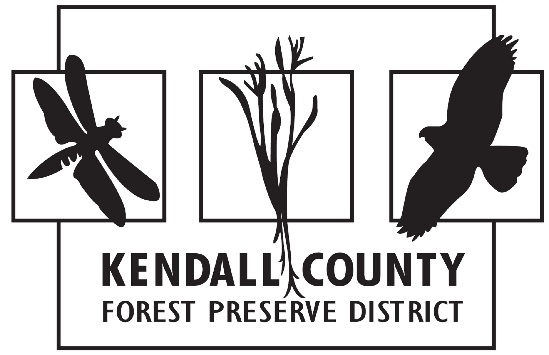 KENDALL COUNTY
FOREST PRESERVE DISTRICT